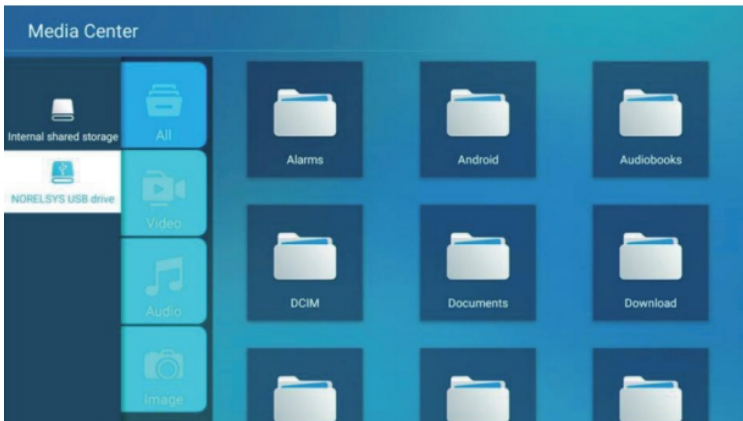 Media Center
Internal shared storage
NORELSYS USB drive
All
Video
Audio
Image
Alarms
Android
Audiobooks
DCIM
Documents
Download